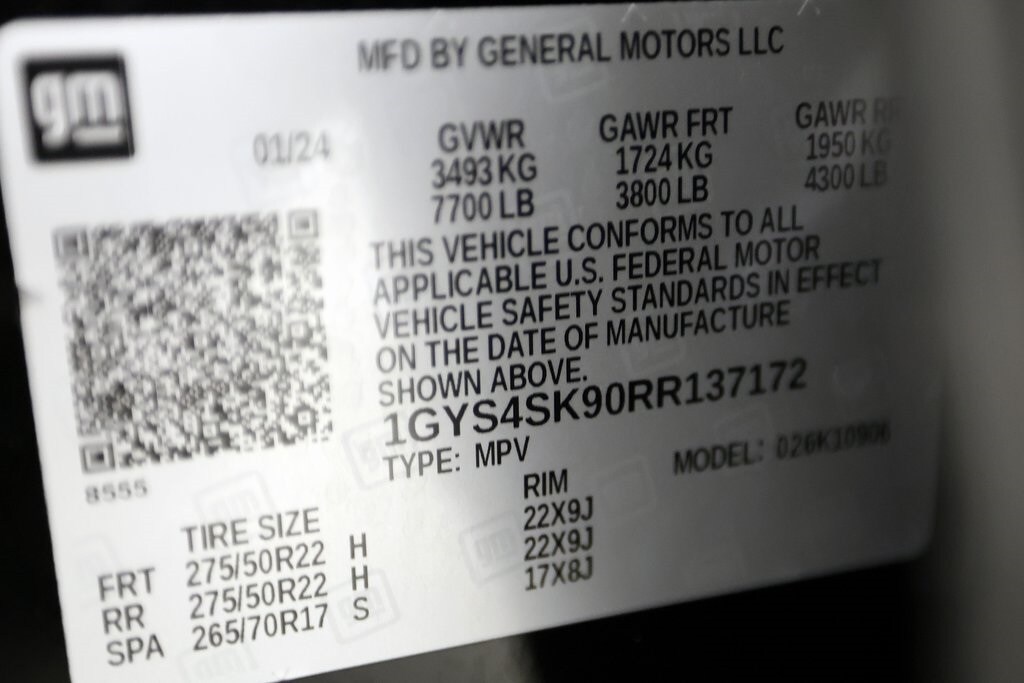 gm
MFD BY GENERAL MOTORS LLC
01/24
GVWR GAWR FRT GAWR RR
3493 KG 1724 KG 1950 KG
7700 LB 3800 LB 4300 LB
THIS VEHICLE CONFORMS TO ALL
APPLICABLE U.S. FEDERAL MOTOR
VEHICLE SAFETY STANDARDS IN EFFECT
ON THE DATE OF MANUFACTURE
SHOWN ABOVE.
1GYS4SK90RR137172
TYPE: MPV MODEL:
8555
TIRE SIZE RIM
FRT 275/50R22 H 22X9J
RR 275/50R22 H 22X9J
SPA 265/70R17 S 17X8J